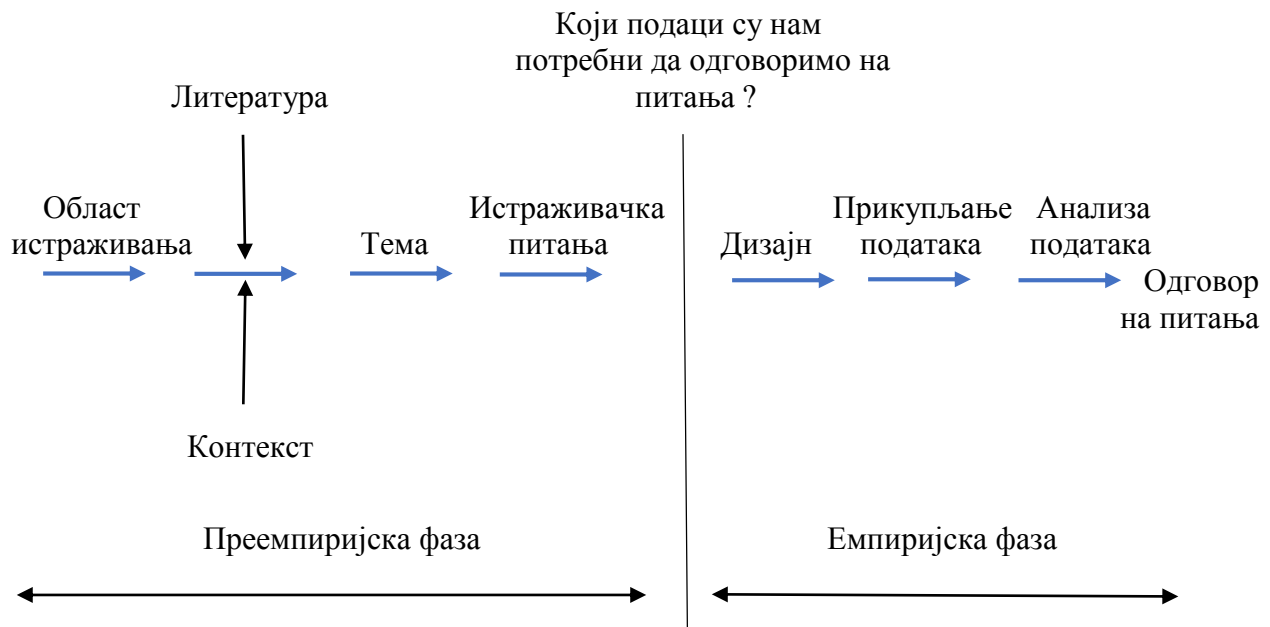 Који подаци су нам
потребни да одговоримо на
питања ?
Литература
Област
истраживања
Тема
Истраживачка
питања
Дизајн
Прикупљање
података
Анализа
података
Одговор
на питања
Контекст
Преемпиријска фаза
Емпиријска фаза